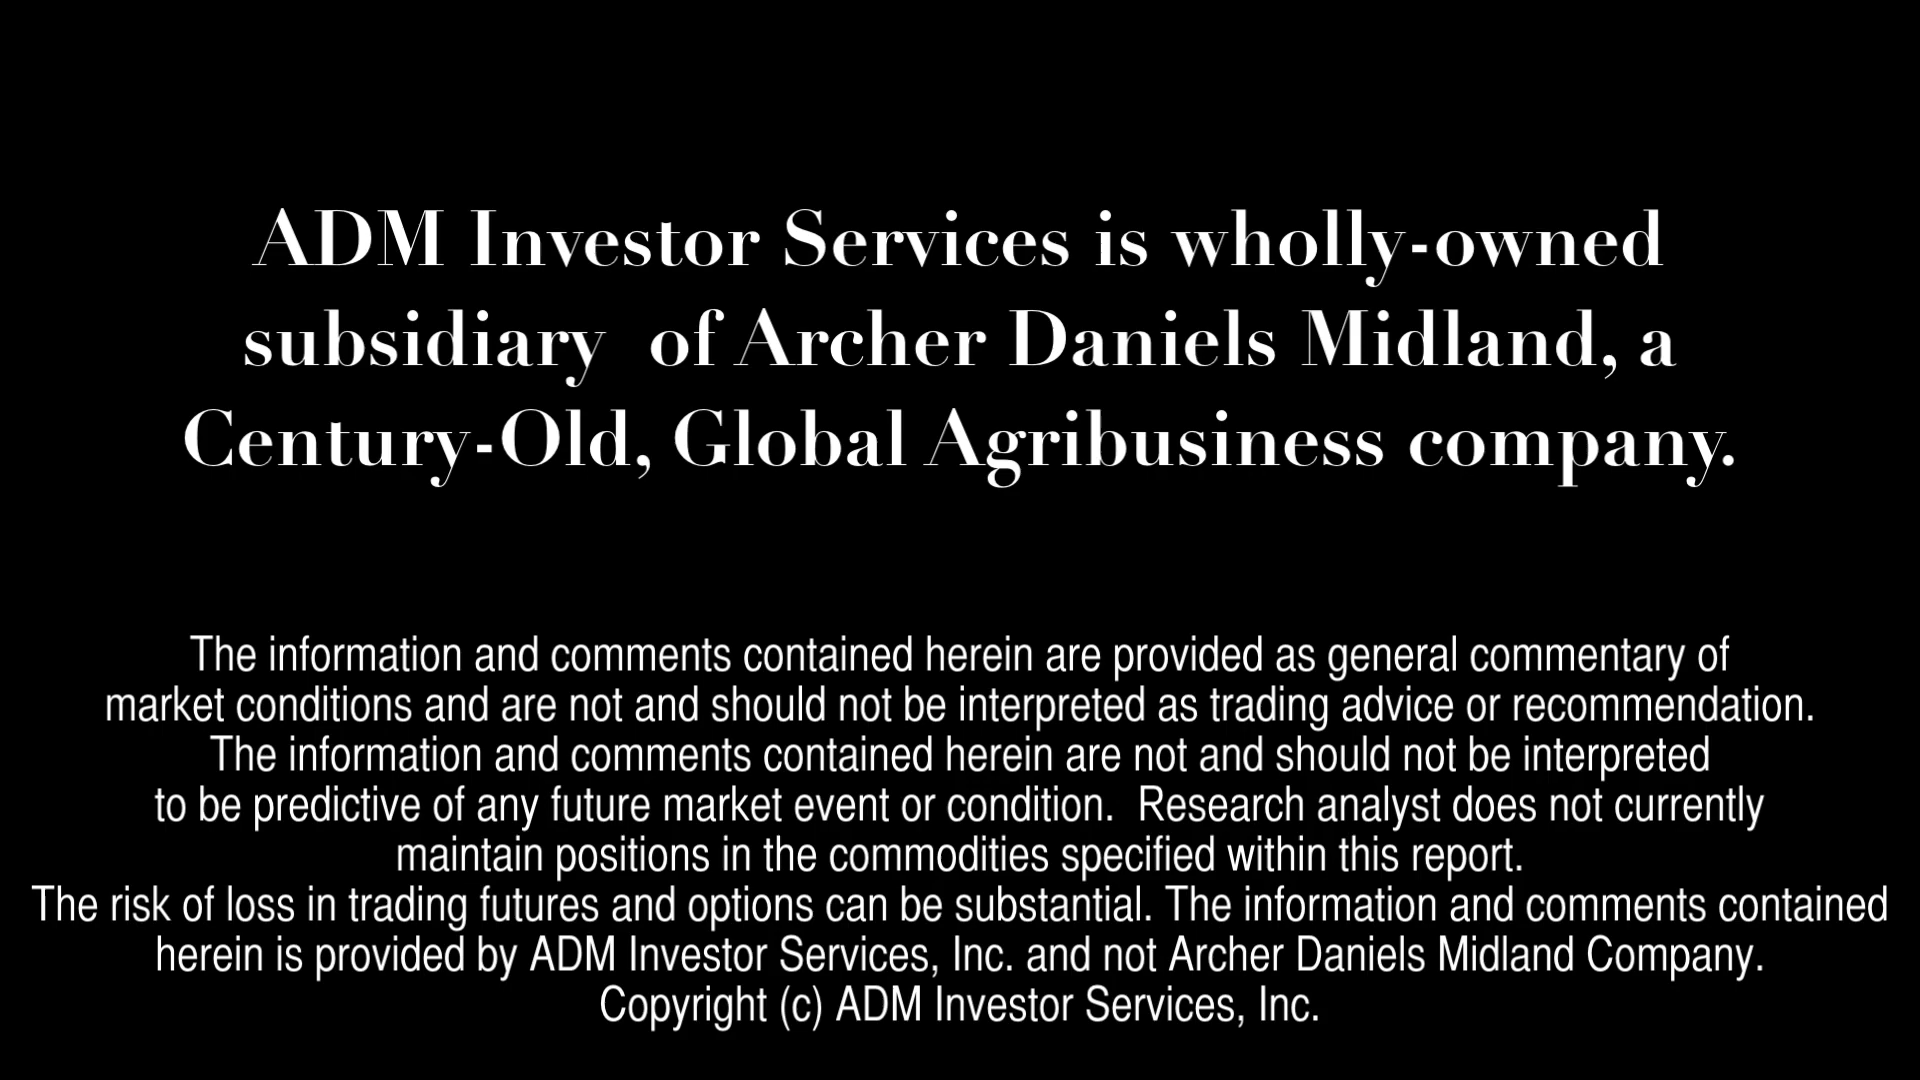 ADM Investor Services is wholly-owned
subsidiary  of Archer Daniels Midland, a
Century-Old, Global Agribusiness company.
The information and comments contained herein are provided as general commentary of
market conditions and are not and should not be interpreted as trading advice or recommendation.
The information and comments contained herein are not and should not be interpreted
to be predictive of any future market event or condition.  Research analyst does not currently
maintain positions in the commodities specified within this report.
The risk of loss in trading futures and options can be substantial. The information and comments contained
herein is provided by ADM Investor Services, Inc. and not Archer Daniels Midland Company.
Copyright (c) ADM Investor Services, Inc.